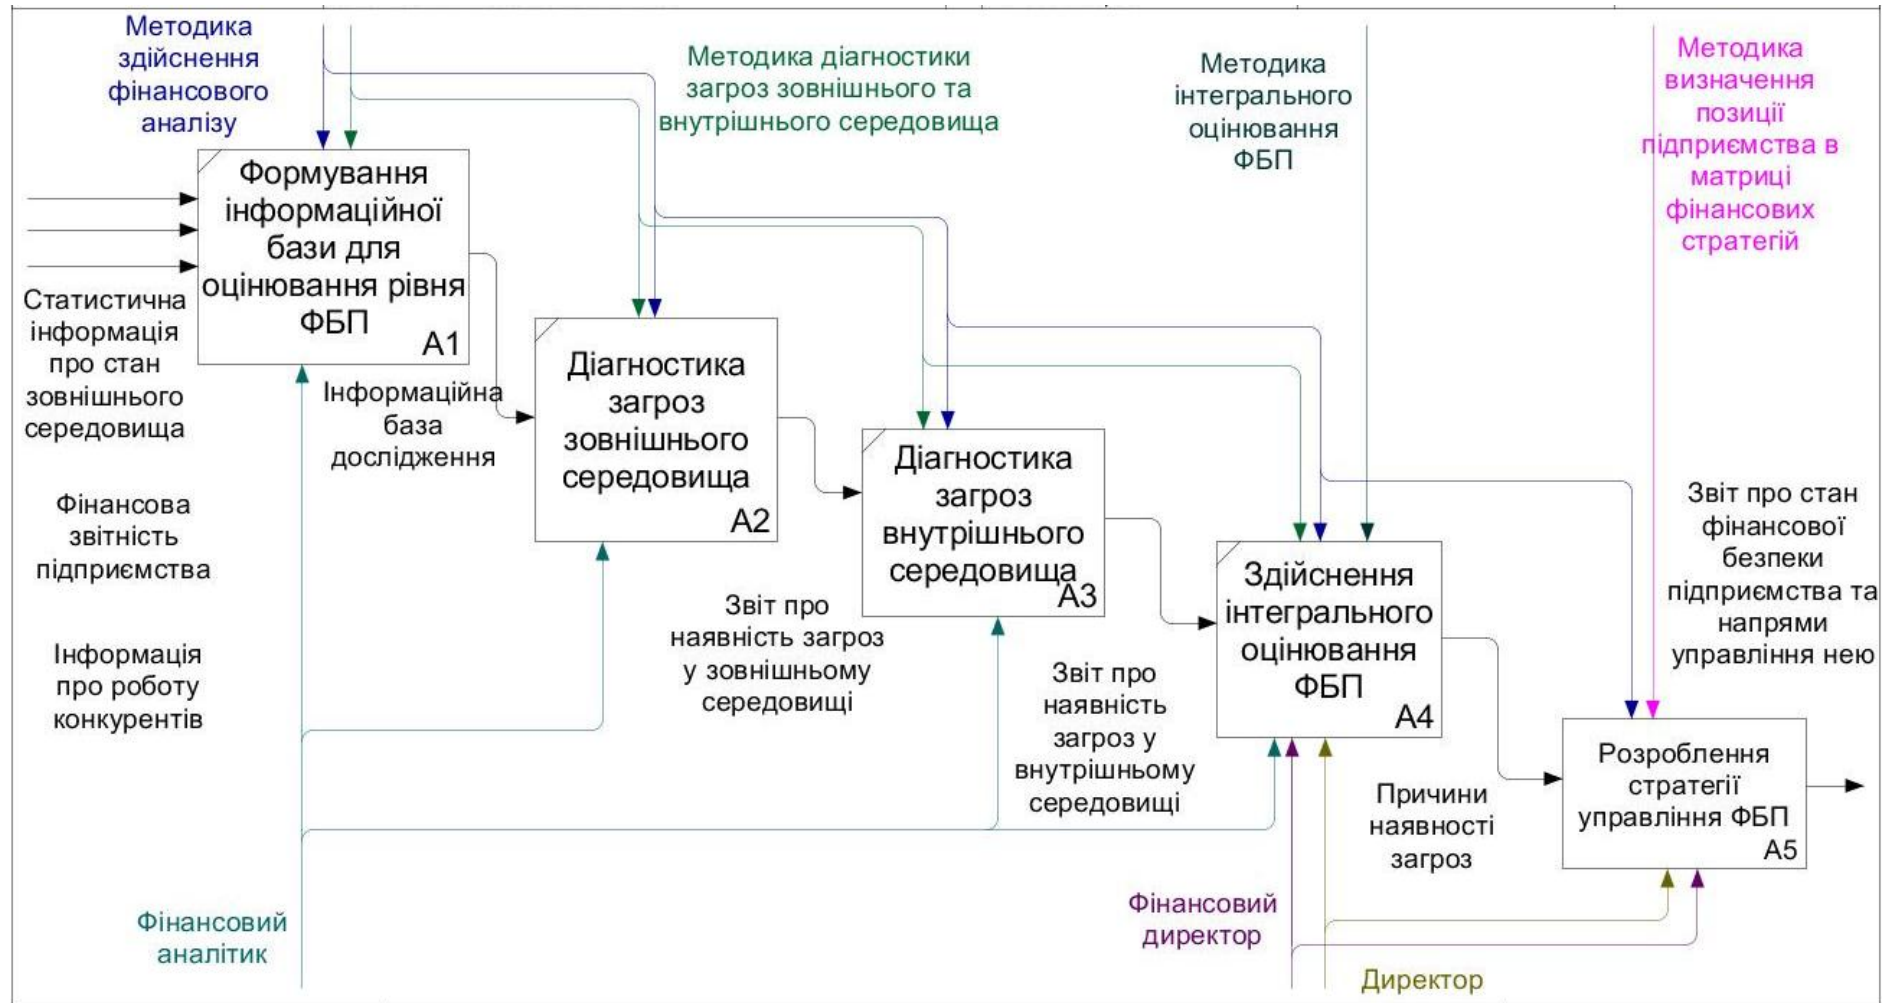 Методика
здійснення
фінансового
аналізу
Методика діагностики
загроз зовнішнього та
внутрішнього середовища
Методика
інтегрального
оцінювання
ФБП
Методика
визначення
позиції
підприємства в
матриці
фінансових
стратегій
Формування
інформаційної
бази для
оцінювання рівня
ФБП
А1
Статистична
інформація
про стан
зовнішнього
середовища
Інформаційна
база
дослідження
Діагностика
загроз
зовнішнього
середовища
А2
Діагностика
загроз
внутрішнього
середовища
А3
Фінансова
звітність
підприємства
Звіт про стан
фінансової
безпеки
підприємства та
напрями
управління нею
Здійснення
інтегрального
оцінювання
ФБП
А4
Звіт про
наявність загроз
у зовнішньому
середовищі
Інформація
про роботу
конкурентів
Звіт про
наявність
загроз у
внутрішньому
середовищі
Розроблення
стратегії
управління ФБП
А5
Причини
наявності
загроз
Фінансовий
аналітик
Фінансовий
директор
Директор